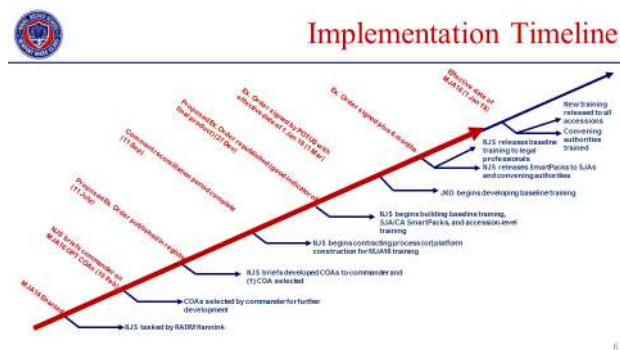 Implementation Timeline
Effective date of
MJA16 (1 Jan 19)
Ex. Order signed plus 6 months
Ex. Order signed by POTUS with
effective date of 1 Jan 19 (1 Mar)
Proposed Ex. Order republished (good indicator of
final product) (27 Dec)
Comment reconciliation period complete
(11 Sep)
Proposed Ex. Order published in register
(11 July)
NJS briefs commander on
MJA16 OPT COAs (10 Feb)
MJA16 Enacted
New training
released to all
accessions
Convening
authorities
trained
NJS releases baseline
training to legal
professionals
NJS releases SmartPacks to SJAs
and convening authorities
JKO begins developing baseline training
NJS begins building baseline training,
SJA/CA SmartPacks, and accession-level
training
NJS begins contracting process (or) platform
construction for MJA16 training
NJS briefs developed COAs to commander and
(1) COA selected
COAs selected by commander for further
development
NJS tasked by RADM Hannink
6